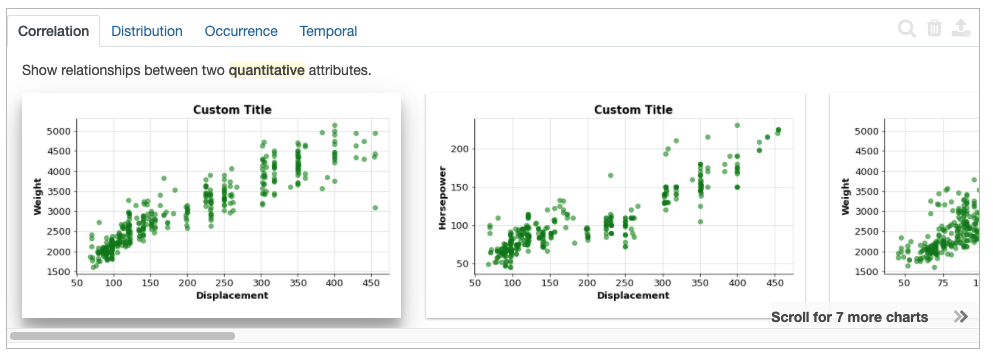 Correlation Distribution Occurrence Temporal
Show relationships between two quantitative attributes.
Custom Title
5000
4500
4000
3500
3000
2500
2000
1500
Weight
50 100 150 200 250 300 350 400 450
Displacement
Custom Title
200
150
100
50
Horsepower
50 100 150 200 250 300 350 400 450
Displacement
5000
4500
4000
3500
3000
2500
2000
1500
Weight
50 75 1
Scroll for 7 more charts